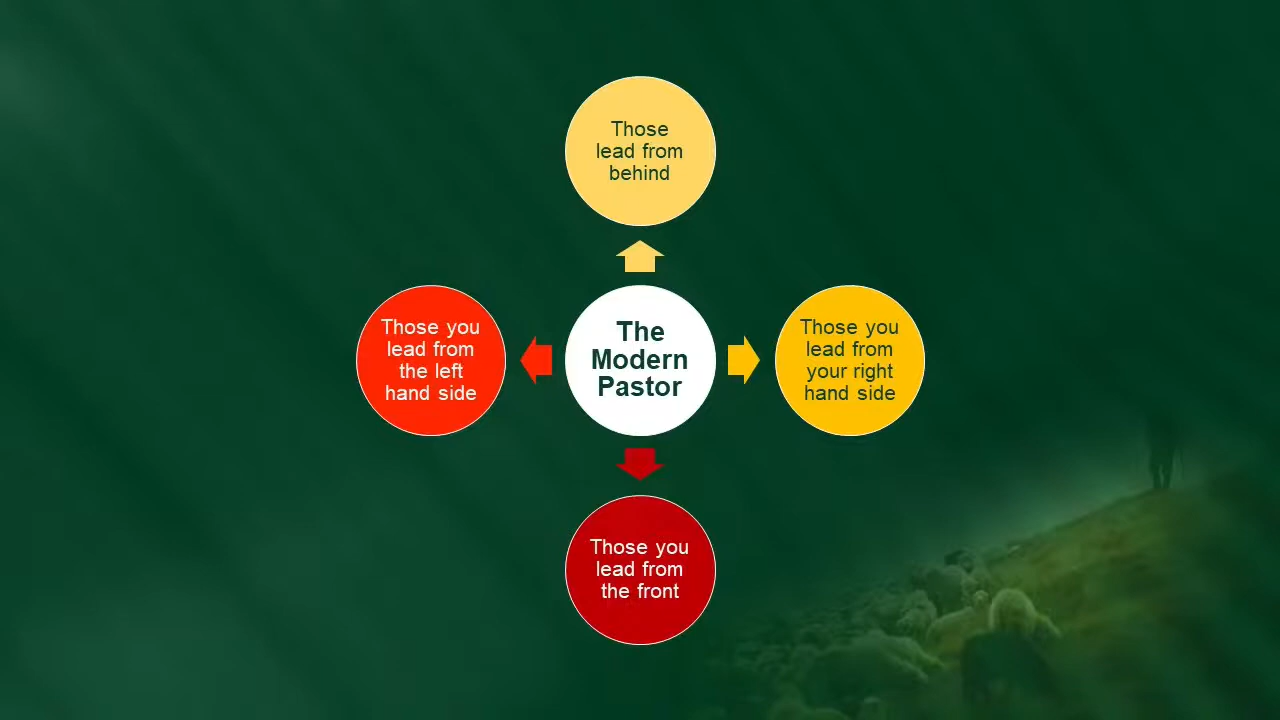 Those
lead from
behind
Those you
lead from
the left
hand side
The
Modern
Pastor
Those you
lead from
your right
hand side
Those you
lead from
the front